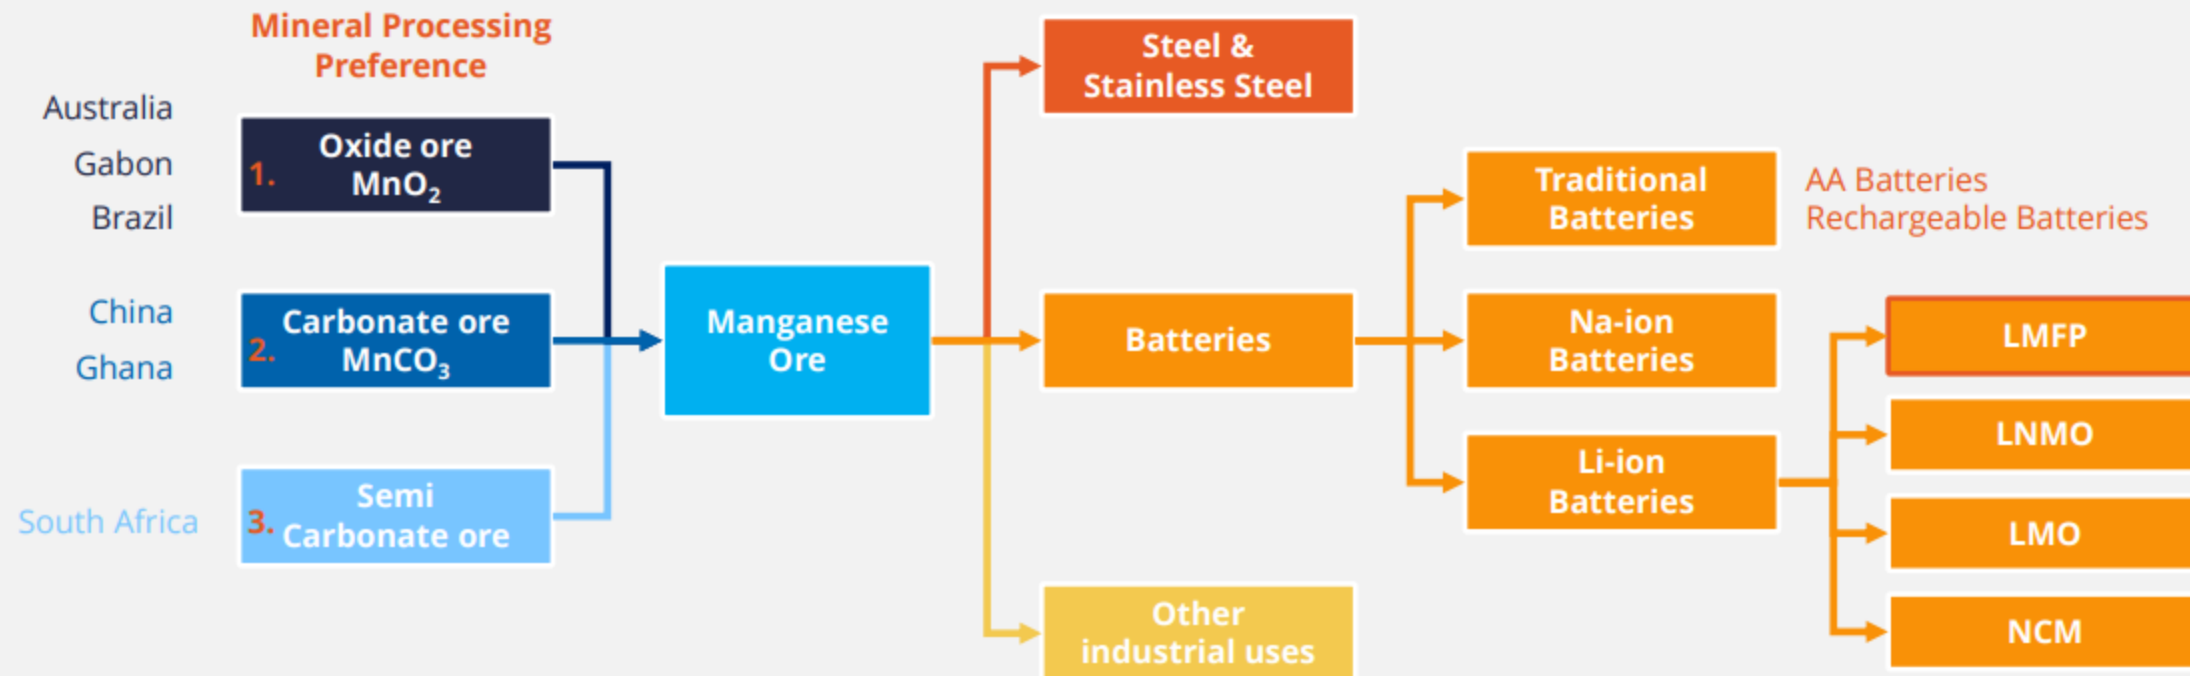 Mineral Processing
Preference
Australia
Gabon
Brazil
1.
Oxide ore
MnO₂
China
Ghana
2.
Carbonate ore
MnCO₃
South Africa
3.
Semi
Carbonate ore
Manganese
Ore
Steel &
Stainless Steel
Batteries
Other
industrial uses
Traditional
Batteries
AA Batteries
Rechargeable Batteries
Na-ion
Batteries
Li-ion
Batteries
LMFP
LNMO
LMO
NCM